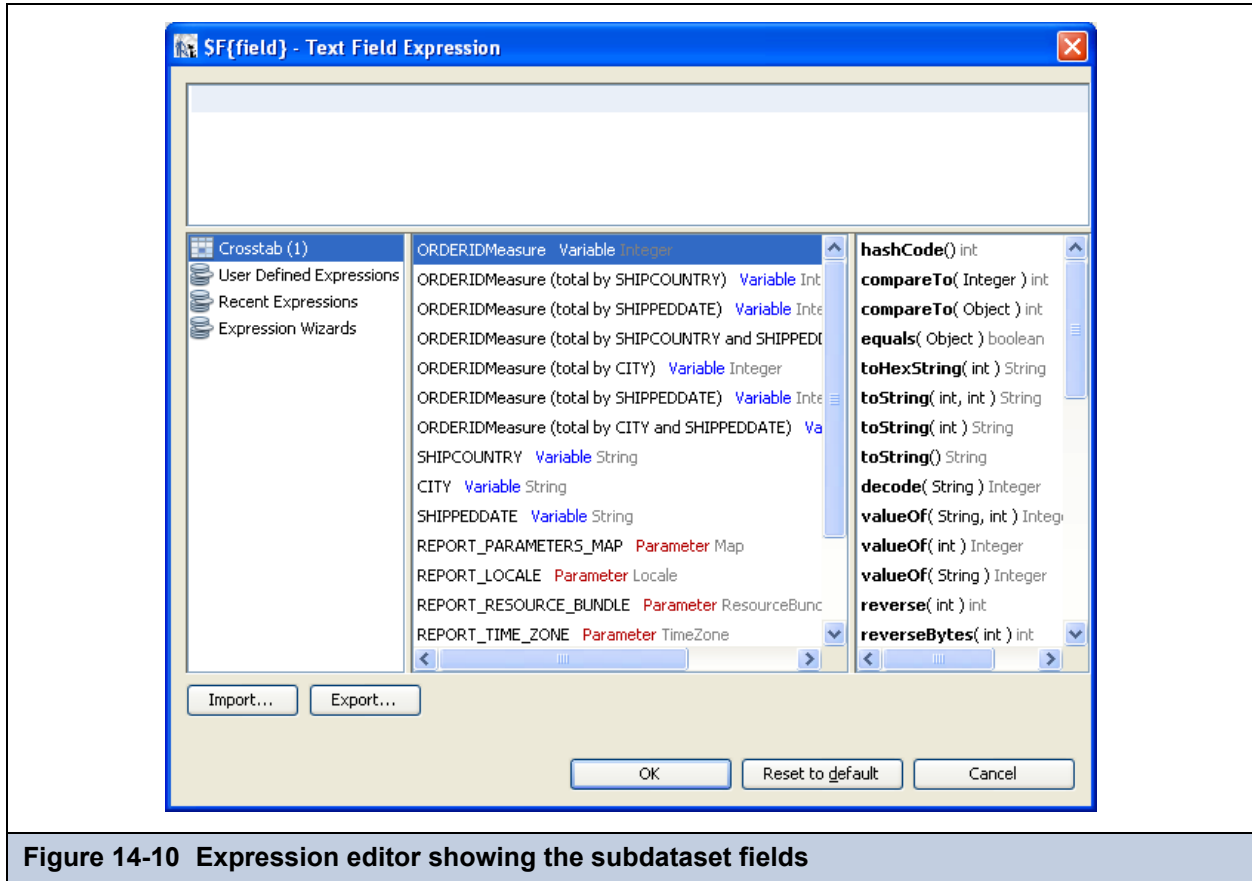 $F{field} - Text Field Expression
Crosstab (1)
User Defined Expressions
Recent Expressions
Expression Wizards
ORDERIDMeasure Variable Integer
ORDERIDMeasure (total by SHIPCOUNTRY) Variable Int
ORDERIDMeasure (total by SHIPPEDDATE) Variable Inte
ORDERIDMeasure (total by SHIPCOUNTRY and SHIPPED
ORDERIDMeasure (total by CITY) Variable Integer
ORDERIDMeasure (total by SHIPPEDDATE) Variable Inte
ORDERIDMeasure (total by CITY and SHIPPEDDATE) Va
SHIPCOUNTRY Variable String
CITY Variable String
SHIPPEDDATE Variable String
REPORT_PARAMETERS_MAP Parameter Map
REPORT_LOCALE Parameter Locale
REPORT_RESOURCE_BUNDLE Parameter ResourceBunc
REPORT_TIME_ZONE Parameter TimeZone
hashCode() int
compareTo( Integer ) int
compareTo( Object ) int
equals( Object ) boolean
toHexString( int ) String
toString( int, int ) String
toString( int ) String
toString() String
decode( String ) Integer
valueOf( String, int ) Integ
valueOf( int ) Integer
valueOf( String ) Integer
reverse( int ) int
reverseBytes( int ) int
Import...
Export...
OK
Reset to default
Cancel
Figure 14-10 Expression editor showing the subdataset fields